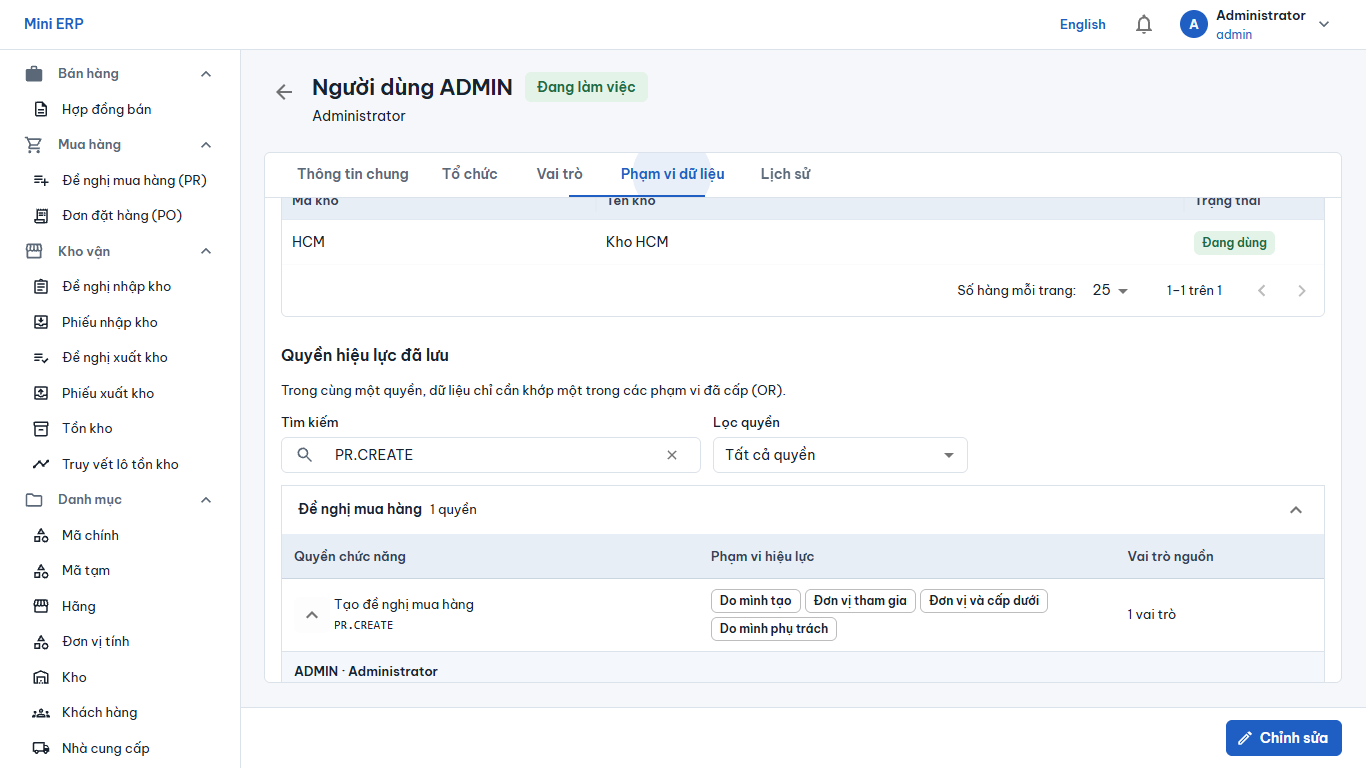 Mini ERP
English
A
Administrator
admin
Bán hàng
Hợp đồng bán
Mua hàng
Đề nghị mua hàng (PR)
Đơn đặt hàng (PO)
Kho vận
Đề nghị nhập kho
Phiếu nhập kho
Đề nghị xuất kho
Phiếu xuất kho
Tồn kho
Truy vết lô tồn kho
Danh mục
Mã chính
Mã tạm
Hãng
Đơn vị tính
Kho
Khách hàng
Nhà cung cấp
Người dùng ADMIN
Đang làm việc
Administrator
Thông tin chung
Tổ chức
Vai trò
Phạm vi dữ liệu
Lịch sử
Mã kho
Tên kho
Trạng thái
HCM
Kho HCM
Đang dùng
Số hàng mỗi trang:
25
1–1 trên 1
Quyền hiệu lực đã lưu
Trong cùng một quyền, dữ liệu chỉ cần khớp một trong các phạm vi đã cấp (OR).
Tìm kiếm
Lọc quyền
PR.CREATE
Tất cả quyền
Đề nghị mua hàng 1 quyền
Quyền chức năng
Phạm vi hiệu lực
Vai trò nguồn
Tạo đề nghị mua hàng
PR.CREATE
Do mình tạo
Đơn vị tham gia
Đơn vị và cấp dưới
Do mình phụ trách
1 vai trò
ADMIN · Administrator
Chỉnh sửa